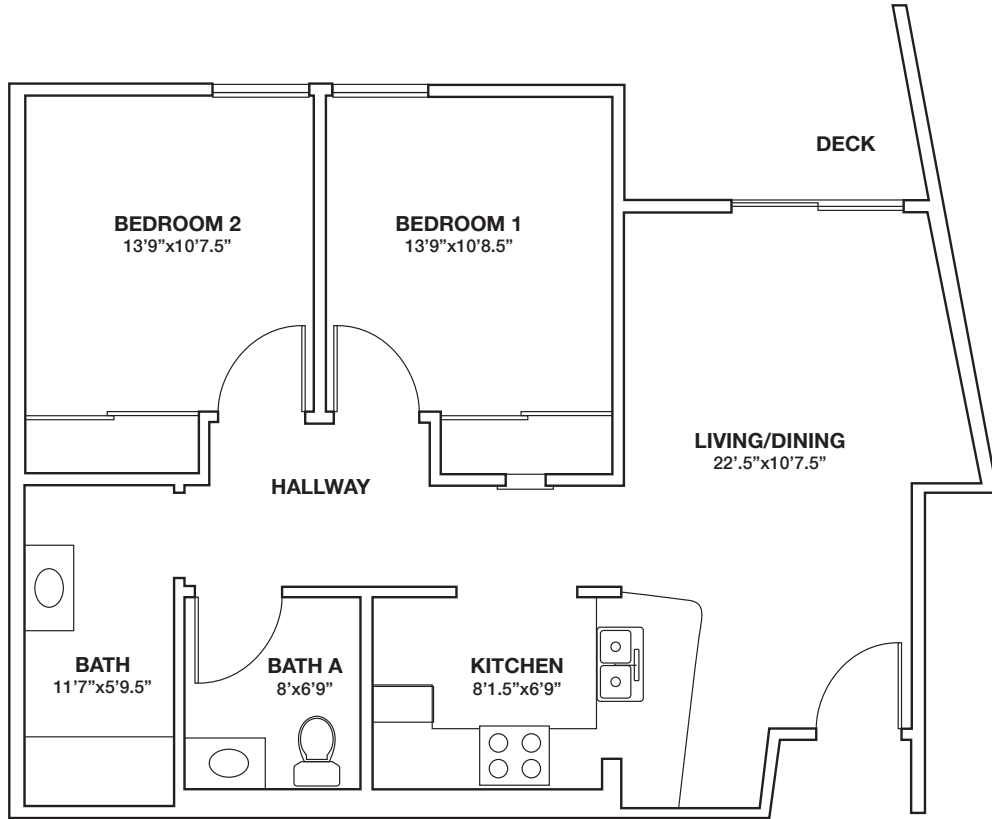 DECK
BEDROOM 2
13’9”x10’7.5”
BEDROOM 1
13’9”x10’8.5”
LIVING/DINING
22’.5”x10’7.5”
HALLWAY
BATH
11’7”x5’9.5”
BATH A
8’x6’9”
KITCHEN
8’1.5”x6’9”